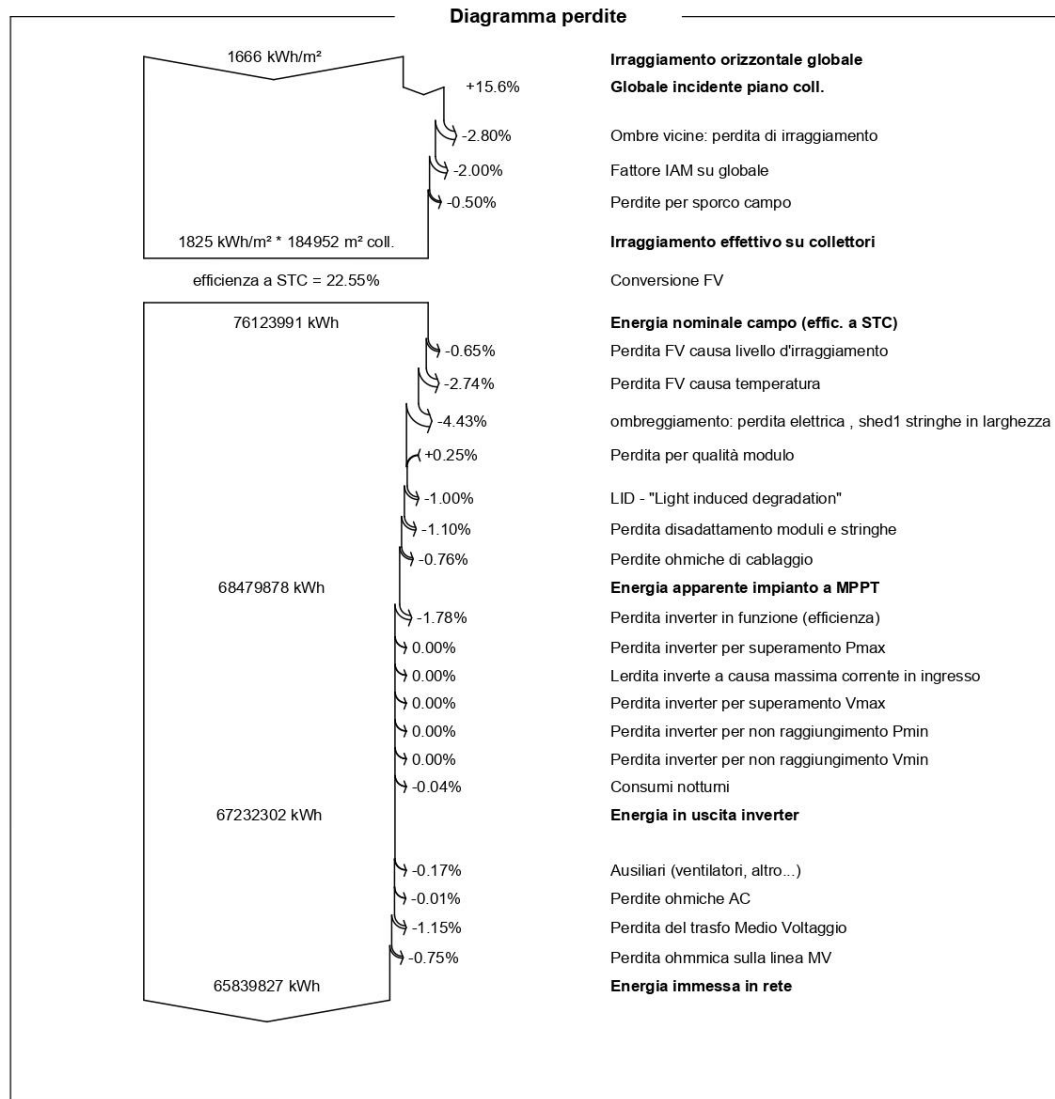 Diagramma perdite
1666 kWh/m² Irraggiamento orizzontale globale
+15.6% Globale incidente piano coll.
-2.80% Ombre vicine: perdita di irraggiamento
-2.00% Fattore IAM su globale
-0.50% Perdite per sporco campo
1825 kWh/m² * 184952 m² coll. Irraggiamento effettivo su collettori
efficienza a STC = 22.55% Conversione FV
76123991 kWh Energia nominale campo (effic. a STC)
-0.65% Perdita FV causa livello d'irraggiamento
-2.74% Perdita FV causa temperatura
-4.43% ombreggiamento: perdita elettrica , shed1 stringhe in larghezza
+0.25% Perdita per qualità modulo
-1.00% LID - "Light induced degradation"
-1.10% Perdita disadattamento moduli e stringhe
-0.76% Perdite ohmiche di cablaggio
68479878 kWh Energia apparente impianto a MPPT
-1.78% Perdita inverter in funzione (efficienza)
0.00% Perdita inverter per superamento Pmax
0.00% Lerdita inverte a causa massima corrente in ingresso
0.00% Perdita inverter per superamento Vmax
0.00% Perdita inverter per non raggiungimento Pmin
0.00% Perdita inverter per non raggiungimento Vmin
-0.04% Consumi notturni
67232302 kWh Energia in uscita inverter
-0.17% Ausiliari (ventilatori, altro...)
-0.01% Perdite ohmiche AC
-1.15% Perdita del trasfo Medio Voltaggio
-0.75% Perdita ohmmica sulla linea MV
65839827 kWh Energia immessa in rete